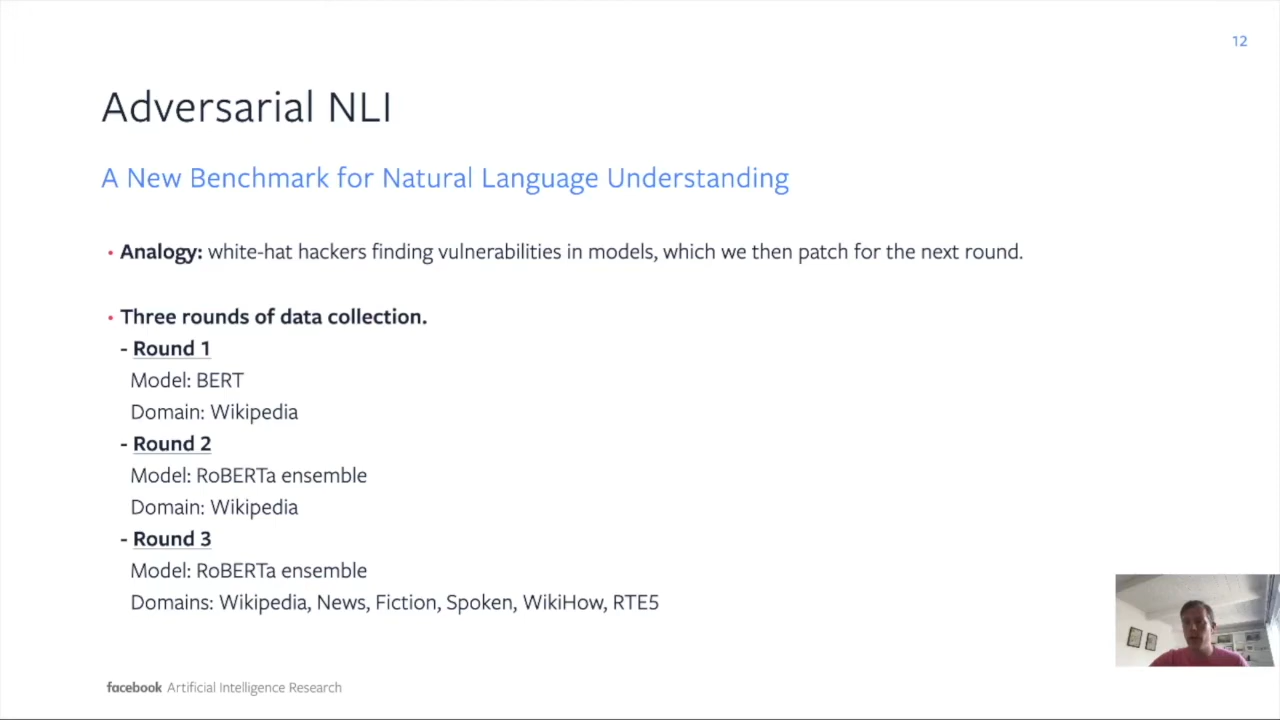 12
Adversarial NLI
A New Benchmark for Natural Language Understanding
• Analogy: white-hat hackers finding vulnerabilities in models, which we then patch for the next round.
• Three rounds of data collection.
- Round 1
Model: BERT
Domain: Wikipedia
- Round 2
Model: RoBERTa ensemble
Domain: Wikipedia
- Round 3
Model: RoBERTa ensemble
Domains: Wikipedia, News, Fiction, Spoken, WikiHow, RTE5
facebook Artificial Intelligence Research